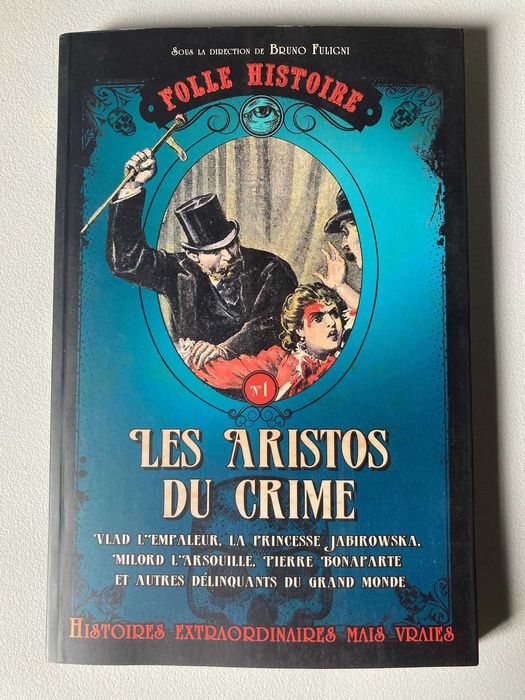 Sous la direction de Bruno Fuligni
FOLLE HISTOIRE
N°1
Les Aristos
du crime
Vlad l'Empaleur, la princesse Jabirowska,
Milord l'Arsouille, Pierre Bonaparte
et autres délinquants du grand monde
Histoires extraordinaires mais vraies